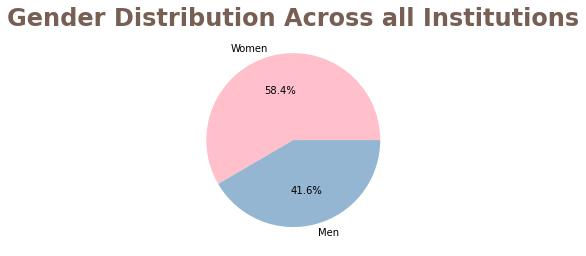 Gender Distribution Across all Institutions
Women
58.4%
41.6%
Men